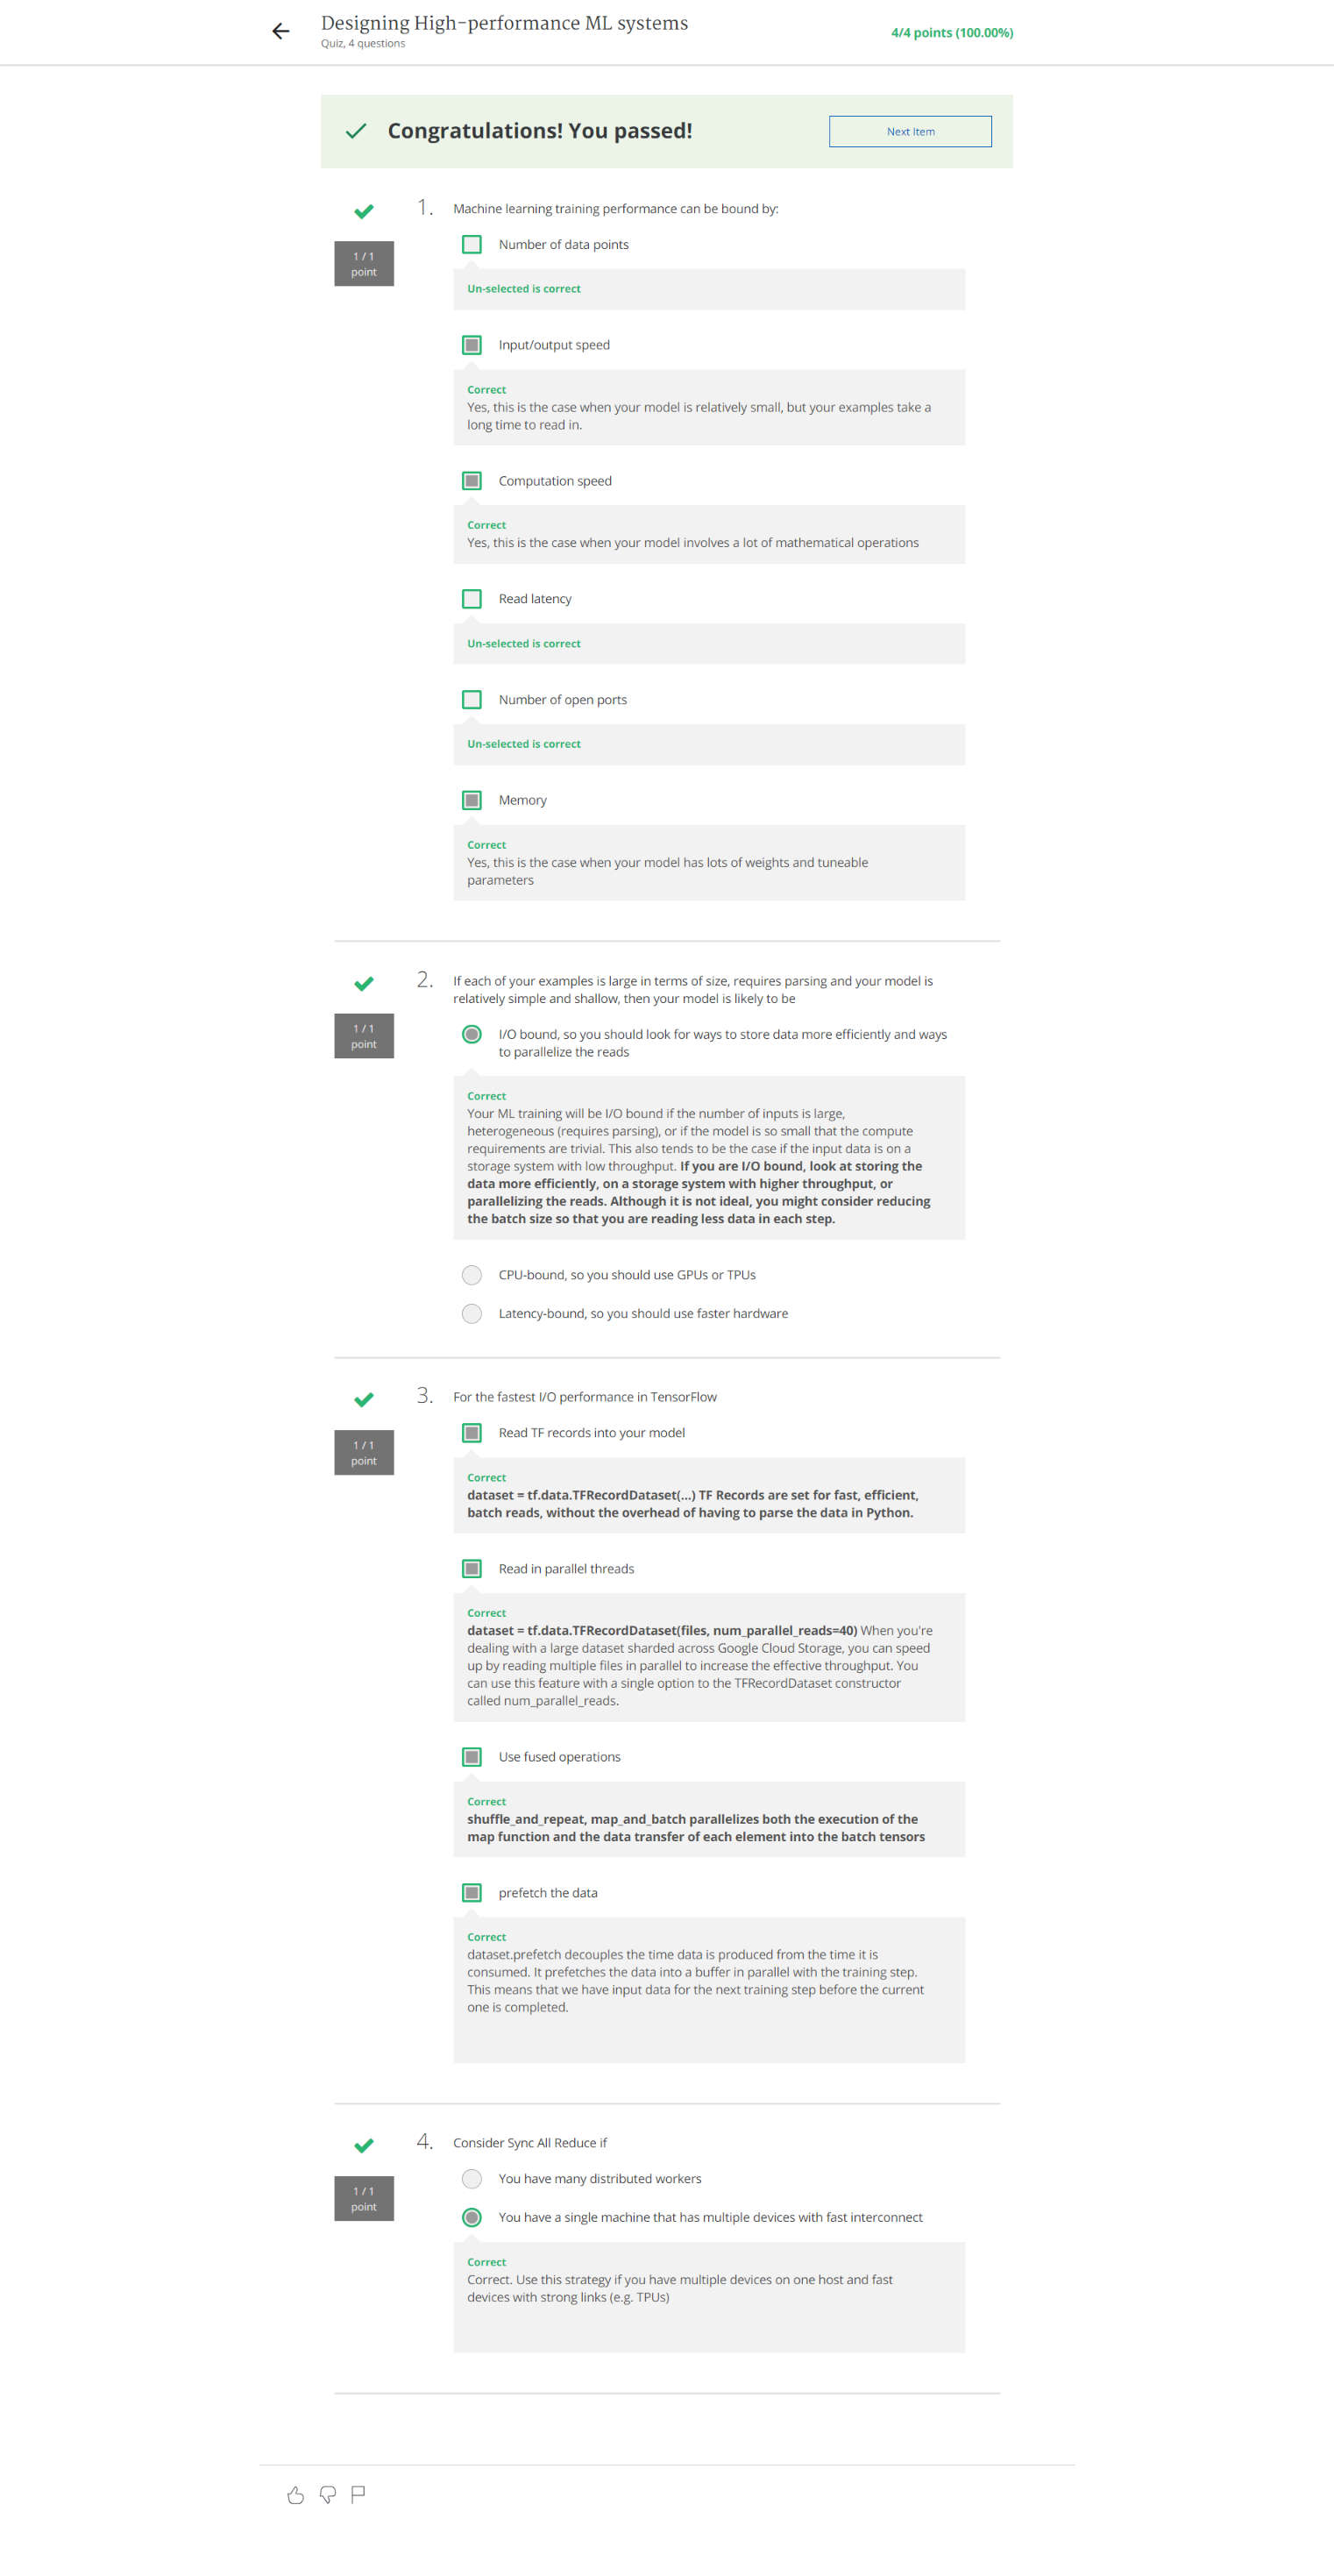 Designing High-performance ML systems
Quiz, 4 questions
4/4 points (100.00%)
Congratulations! You passed!
Next Item
1.
Machine learning training performance can be bound by:
1 / 1
point
Number of data points
Un-selected is correct
Input/output speed
Correct
Yes, this is the case when your model is relatively small, but your examples take a
long time to read in.
Computation speed
Correct
Yes, this is the case when your model involves a lot of mathematical operations
Read latency
Un-selected is correct
Number of open ports
Un-selected is correct
Memory
Correct
Yes, this is the case when your model has lots of weights and tuneable
parameters
2.
If each of your examples is large in terms of size, requires parsing and your model is
relatively simple and shallow, then your model is likely to be
1 / 1
point
I/O bound, so you should look for ways to store data more efficiently and ways
to parallelize the reads
Correct
Your ML training will be I/O bound if the number of inputs is large,
heterogeneous (requires parsing), or if the model is so small that the compute
requirements are trivial. This also tends to be the case if the input data is on a
storage system with low throughput. If you are I/O bound, look at storing the
data more efficiently, on a storage system with higher throughput, or
parallelizing the reads. Although it is not ideal, you might consider reducing
the batch size so that you are reading less data in each step.
CPU-bound, so you should use GPUs or TPUs
Latency-bound, so you should use faster hardware
3.
For the fastest I/O performance in TensorFlow
1 / 1
point
Read TF records into your model
Correct
dataset = tf.data.TFRecordDataset(...) TF Records are set for fast, efficient,
batch reads, without the overhead of having to parse the data in Python.
Read in parallel threads
Correct
dataset = tf.data.TFRecordDataset(files, num_parallel_reads=40) When you're
dealing with a large dataset sharded across Google Cloud Storage, you can speed
up by reading multiple files in parallel to increase the effective throughput. You
can use this feature with a single option to the TFRecordDataset constructor
called num_parallel_reads.
Use fused operations
Correct
shuffle_and_repeat, map_and_batch parallelizes both the execution of the
map function and the data transfer of each element into the batch tensors
prefetch the data
Correct
dataset.prefetch decouples the time data is produced from the time it is
consumed. It prefetches the data into a buffer in parallel with the training step.
This means that we have input data for the next training step before the current
one is completed.
4.
Consider Sync All Reduce if
1 / 1
point
You have many distributed workers
You have a single machine that has multiple devices with fast interconnect
Correct
Correct. Use this strategy if you have multiple devices on one host and fast
devices with strong links (e.g. TPUs)